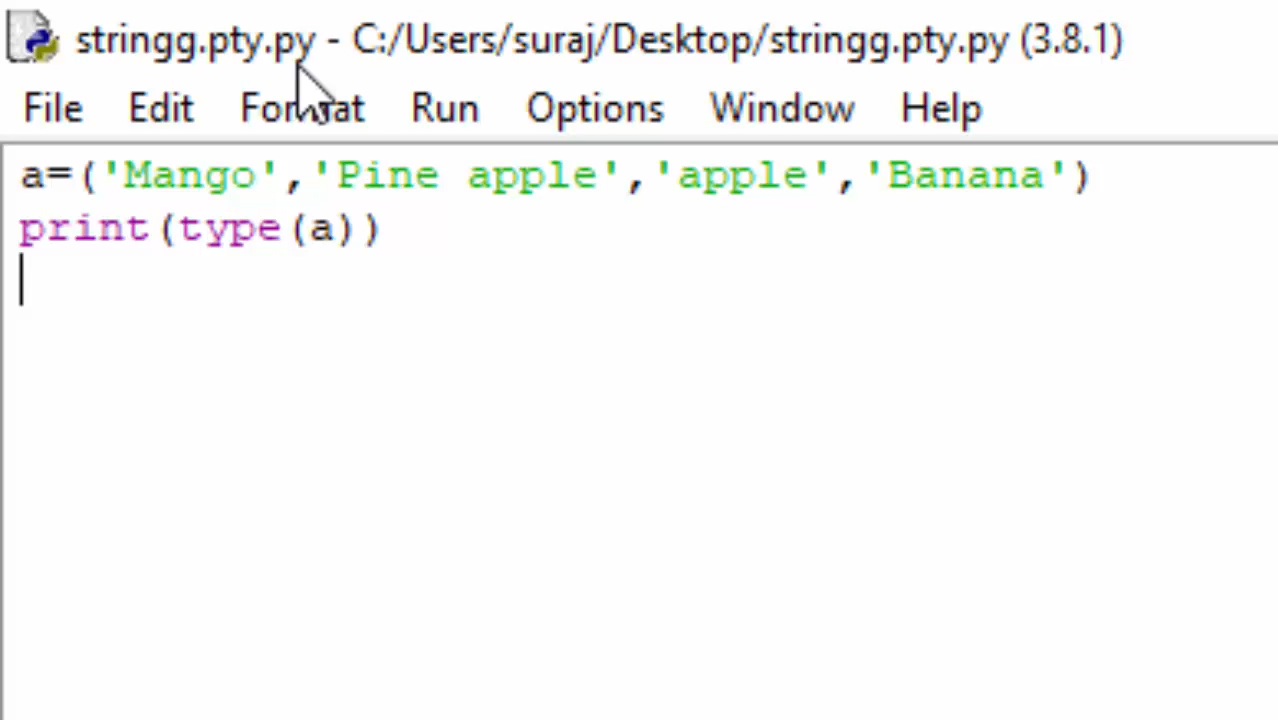 stringg.pty.py - C:/Users/suraj/Desktop/stringg.pty.py (3.8.1)
File Edit Format Run Options Window Help
a=('Mango','Pine apple','apple','Banana')
print(type(a))